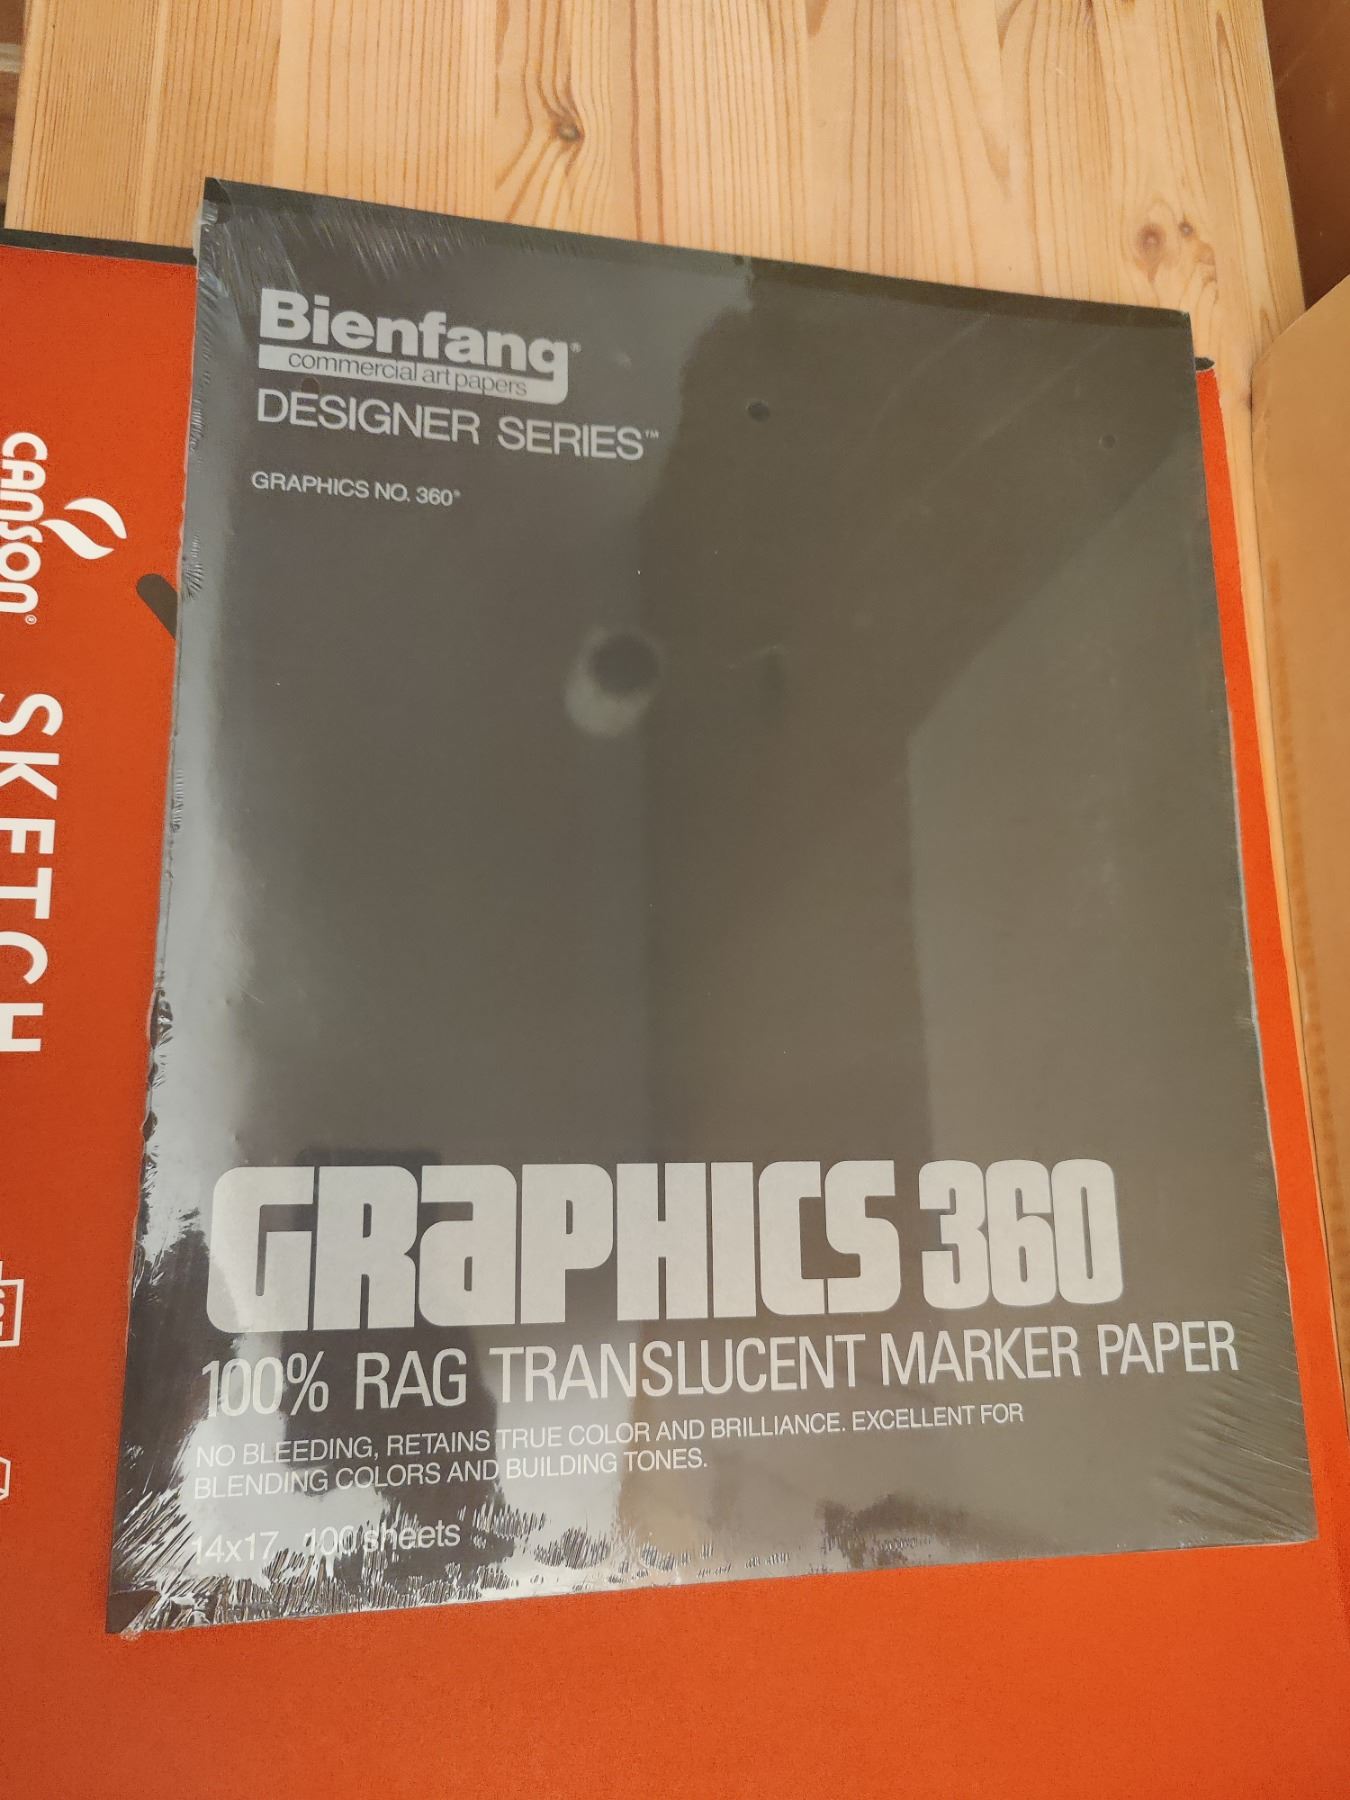 Bienfang®
commercial art papers
DESIGNER SERIES™
GRAPHICS NO. 360®
GRAPHICS 360
100% RAG TRANSLUCENT MARKER PAPER
NO BLEEDING, RETAINS TRUE COLOR AND BRILLIANCE. EXCELLENT FOR
BLENDING COLORS AND BUILDING TONES.
14x17 100 sheets
canson®
SKETCH